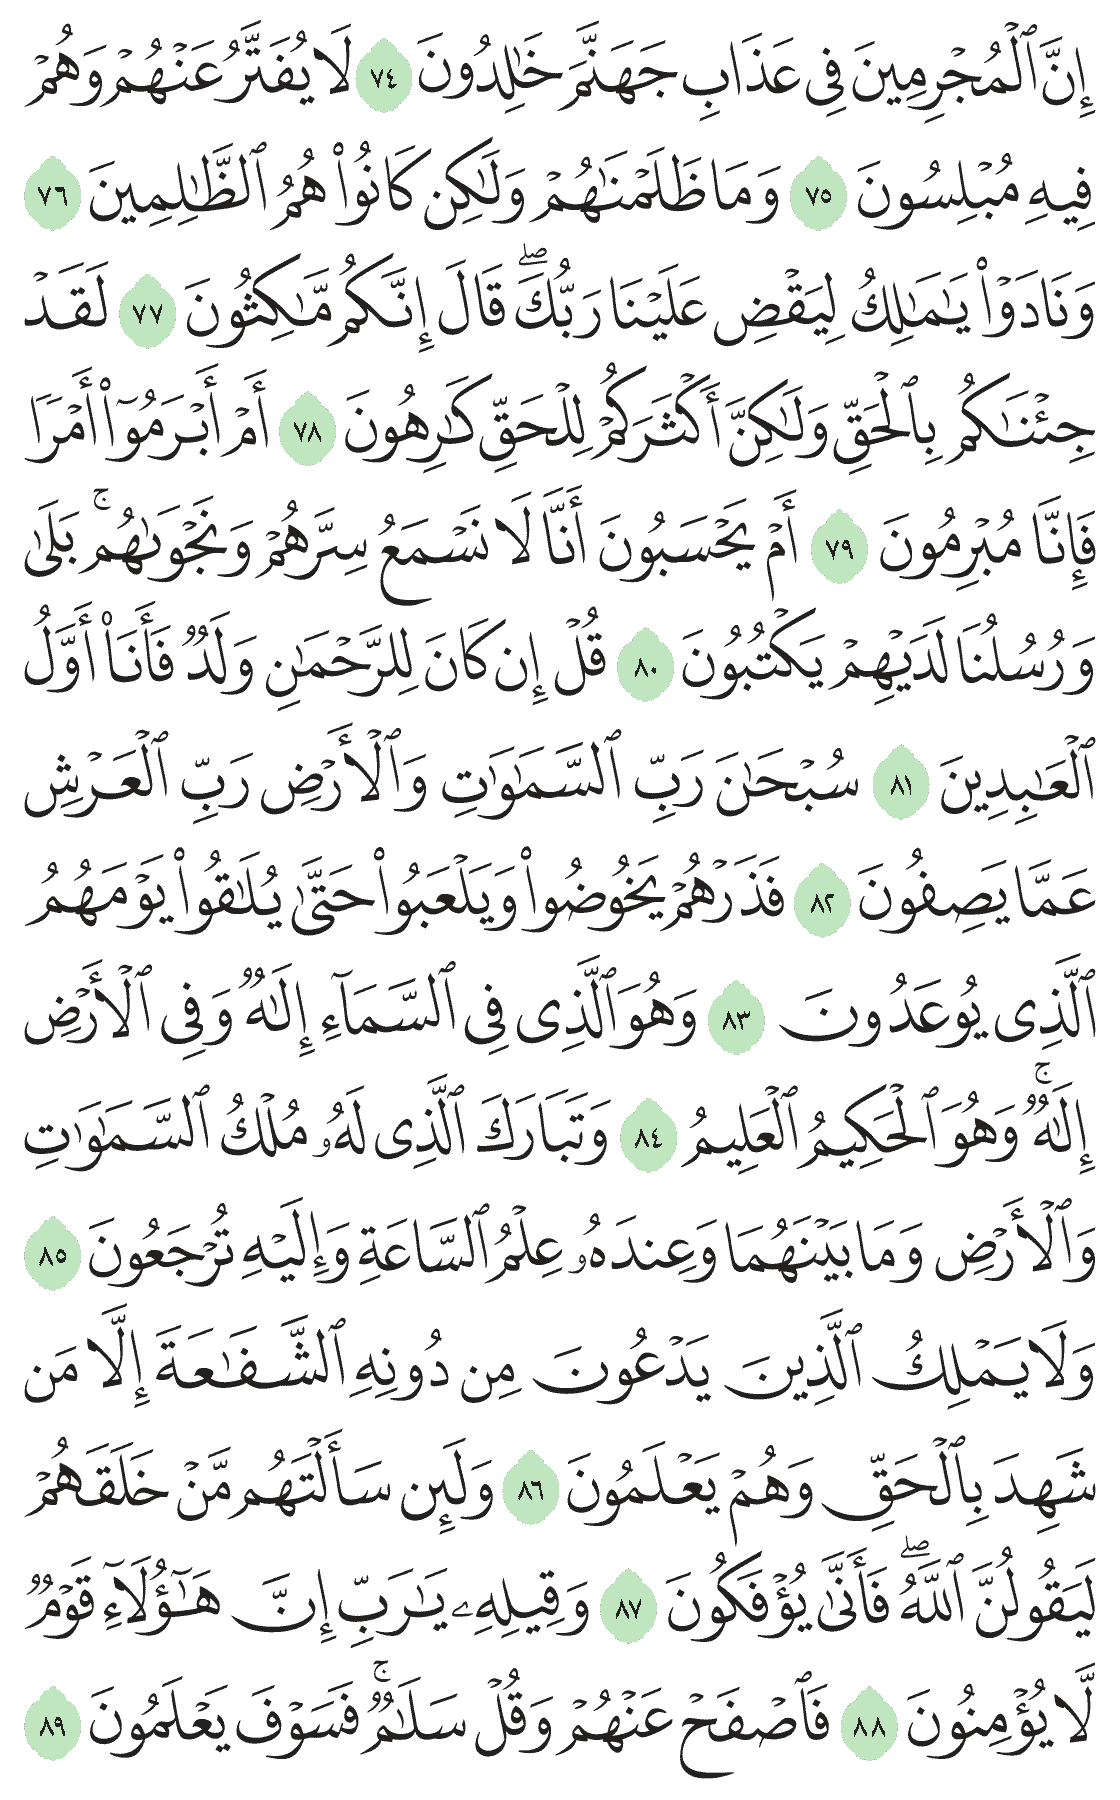 إِنَّ ٱلْمُجْرِمِينَ فِى عَذَابِ جَهَنَّمَ خَٰلِدُونَ ٧٤ لَا يُفَتَّرُ عَنْهُمْ وَهُمْ
فِيهِ مُبْلِسُونَ ٧٥ وَمَا ظَلَمْنَٰهُمْ وَلَٰكِن كَانُوا۟ هُمُ ٱلظَّٰلِمِينَ ٧٦
وَنَادَوْا۟ يَٰمَٰلِكُ لِيَقْضِ عَلَيْنَا رَبُّكَۖ قَالَ إِنَّكُم مَّٰكِثُونَ ٧٧ لَقَدْ
جِئْنَٰكُم بِٱلْحَقِّ وَلَٰكِنَّ أَكْثَرَكُمْ لِلْحَقِّ كَٰرِهُونَ ٧٨ أَمْ أَبْرَمُوٓا۟ أَمْرًا
فَإِنَّا مُبْرِمُونَ ٧٩ أَمْ يَحْسَبُونَ أَنَّا لَا نَسْمَعُ سِرَّهُمْ وَنَجْوَىٰهُمۚ بَلَىٰ
وَرُسُلُنَا لَدَيْهِمْ يَكْتُبُونَ ٨٠ قُلْ إِن كَانَ لِلرَّحْمَٰنِ وَلَدٌ فَأَنَا۠ أَوَّلُ
ٱلْعَٰبِدِينَ ٨١ سُبْحَٰنَ رَبِّ ٱلسَّمَٰوَٰتِ وَٱلْأَرْضِ رَبِّ ٱلْعَرْشِ
عَمَّا يَصِفُونَ ٨٢ فَذَرْهُمْ يَخُوضُوا۟ وَيَلْعَبُوا۟ حَتَّىٰ يُلَٰقُوا۟ يَوْمَهُمُ
ٱلَّذِى يُوعَدُونَ ٨٣ وَهُوَ ٱلَّذِى فِى ٱلسَّمَآءِ إِلَٰهٌ وَفِى ٱلْأَرْضِ
إِلَٰهٌۚ وَهُوَ ٱلْحَكِيمُ ٱلْعَلِيمُ ٨٤ وَتَبَارَكَ ٱلَّذِى لَهُۥ مُلْكُ ٱلسَّمَٰوَٰتِ
وَٱلْأَرْضِ وَمَا بَيْنَهُمَا وَعِندَهُۥ عِلْمُ ٱلسَّاعَةِ وَإِلَيْهِ تُرْجَعُونَ ٨٥
وَلَا يَمْلِكُ ٱلَّذِينَ يَدْعُونَ مِن دُونِهِ ٱلشَّفَٰعَةَ إِلَّا مَن
شَهِدَ بِٱلْحَقِّ وَهُمْ يَعْلَمُونَ ٨٦ وَلَئِن سَأَلْتَهُم مَّنْ خَلَقَهُمْ
لَيَقُولُنَّ ٱللَّهُۖ فَأَنَّىٰ يُؤْفَكُونَ ٨٧ وَقِيلِهِۦ يَٰرَبِّ إِنَّ هَٰٓؤُلَآءِ قَوْمٌ
لَّا يُؤْمِنُونَ ٨٨ فَٱصْفَحْ عَنْهُمْ وَقُلْ سَلَٰمٌۚ فَسَوْفَ يَعْلَمُونَ ٨٩